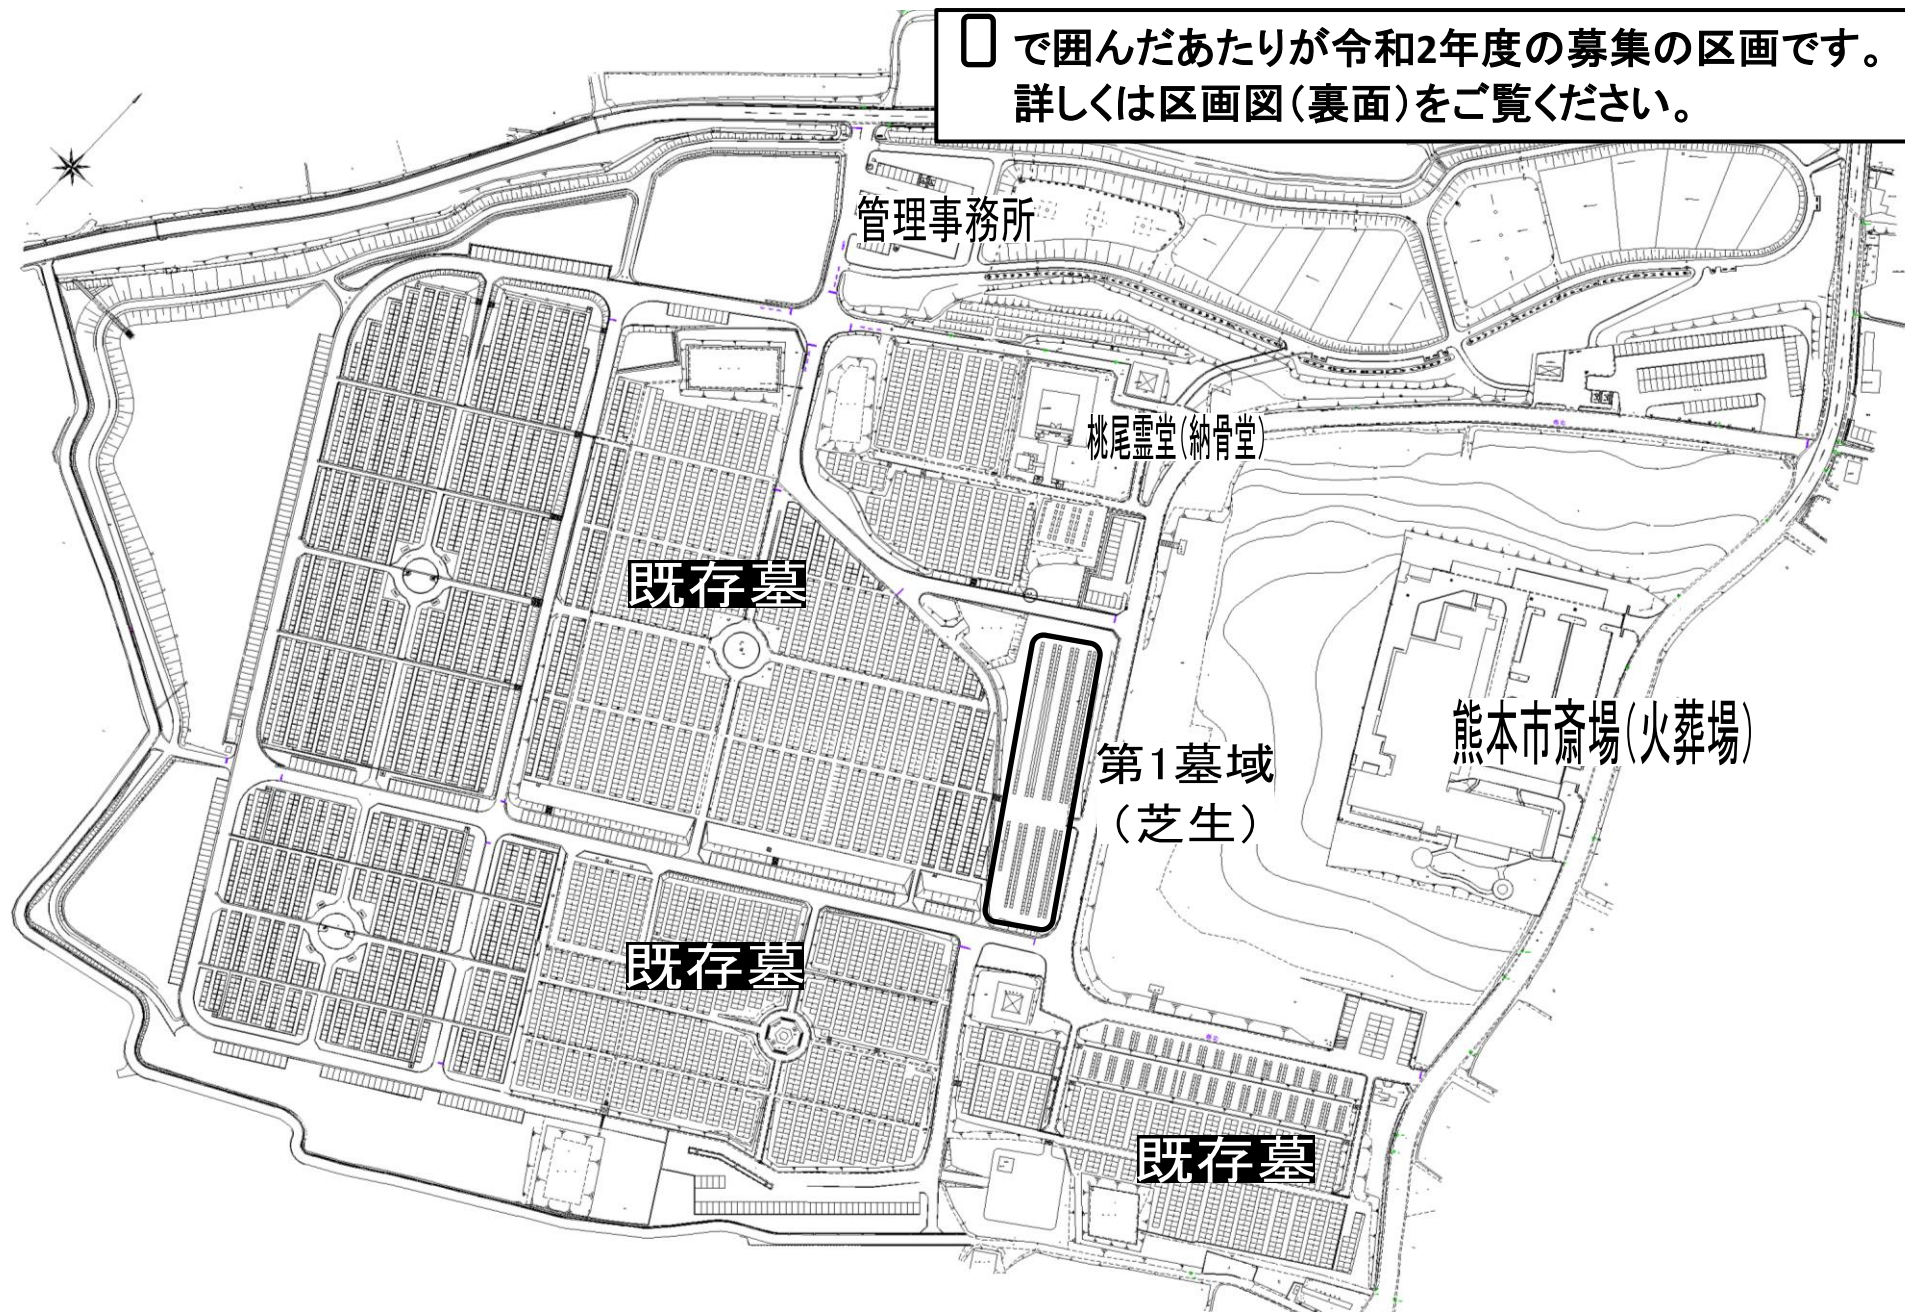 で囲んだあたりが令和2年度の募集の区画です。
詳しくは区画図(裏面)をご覧ください。
管理事務所
桃尾霊堂(納骨堂)
既存墓
第1墓域
(芝生)
熊本市斎場(火葬場)
既存墓
既存墓